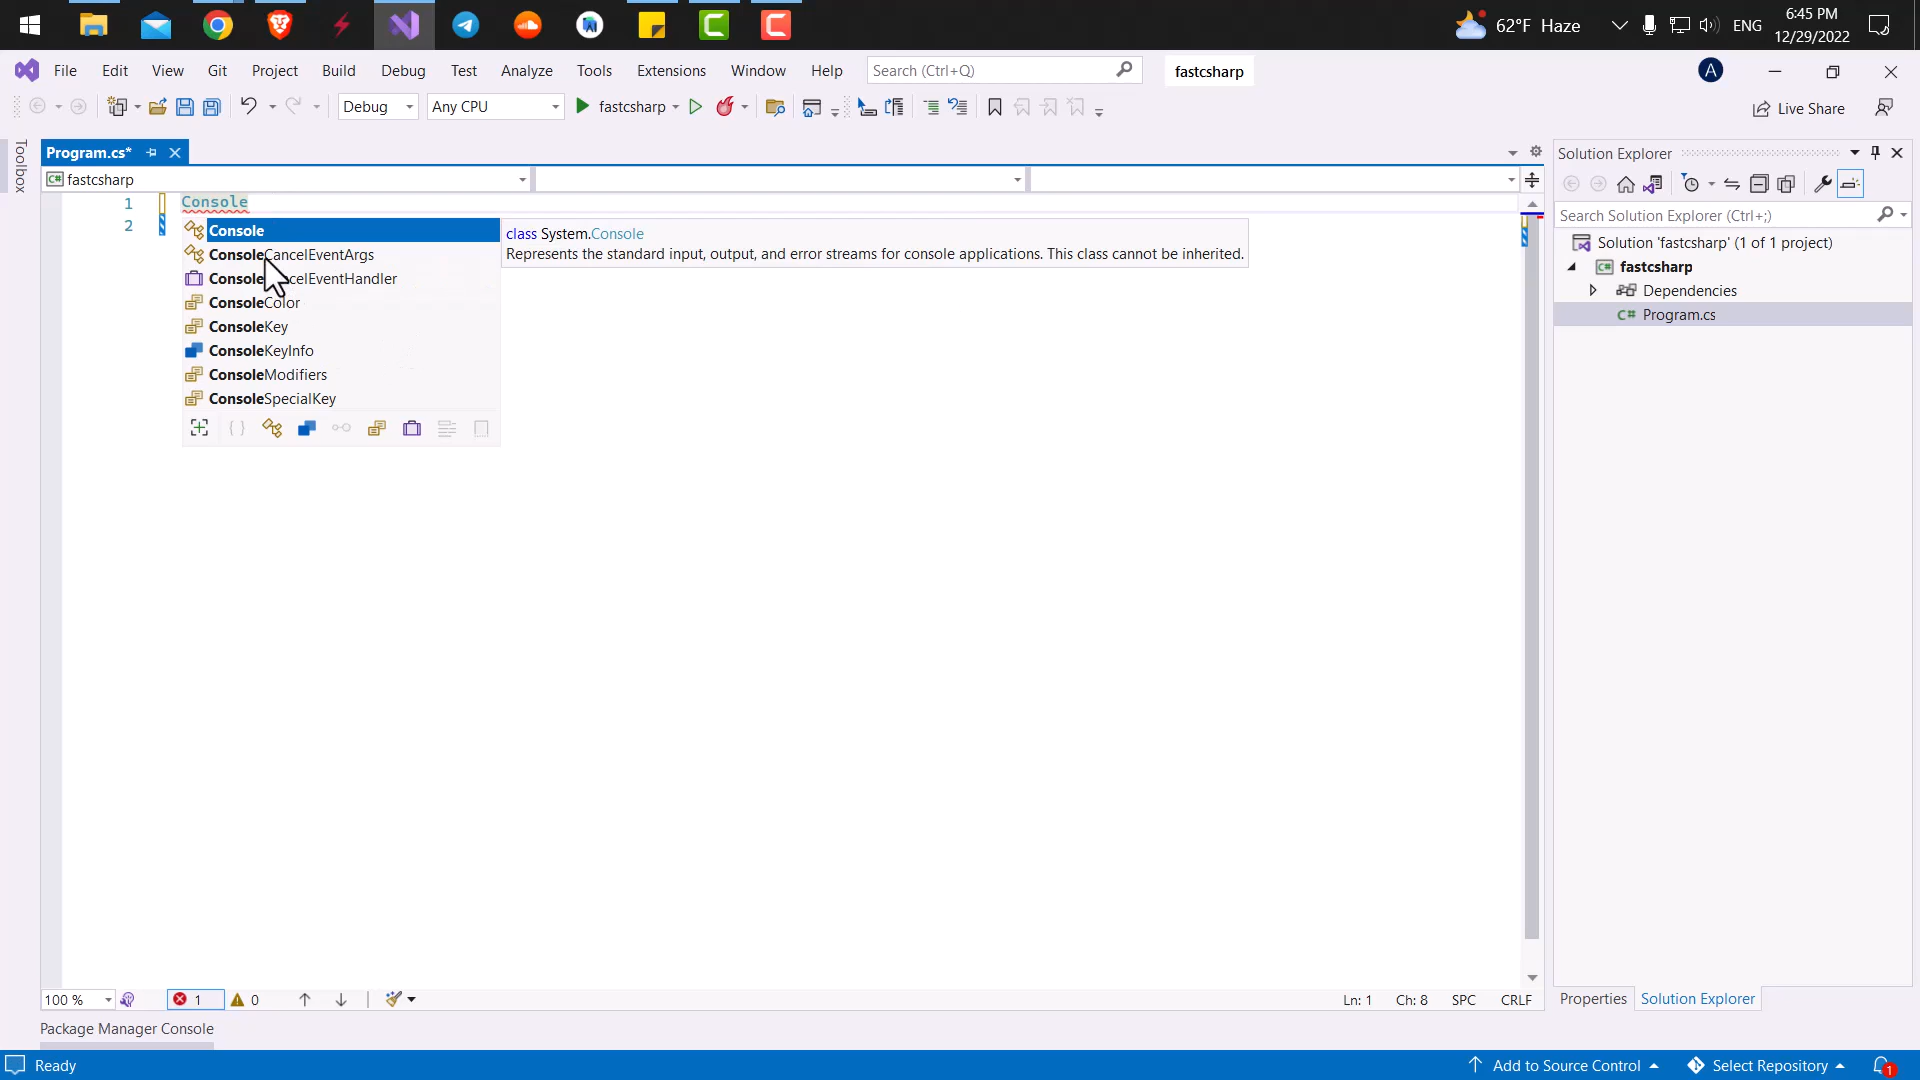 62°F Haze
ENG
6:45 PM
12/29/2022
File Edit View Git Project Build Debug Test Analyze Tools Extensions Window Help
Search (Ctrl+Q)
fastcsharp
A
Debug
Any CPU
fastcsharp
Live Share
Toolbox
Program.cs*
fastcsharp
1 Console
2
Console
ConsoleCancelEventArgs
Console ncelEventHandler
ConsoleColor
ConsoleKey
ConsoleKeyInfo
ConsoleModifiers
ConsoleSpecialKey
class System.Console
Represents the standard input, output, and error streams for console applications. This class cannot be inherited.
Solution Explorer
Search Solution Explorer (Ctrl+;)
Solution 'fastcsharp' (1 of 1 project)
fastcsharp
Dependencies
C# Program.cs
100 %
1
0
Ln: 1 Ch: 8 SPC CRLF
Properties Solution Explorer
Package Manager Console
Ready
Add to Source Control
Select Repository
1